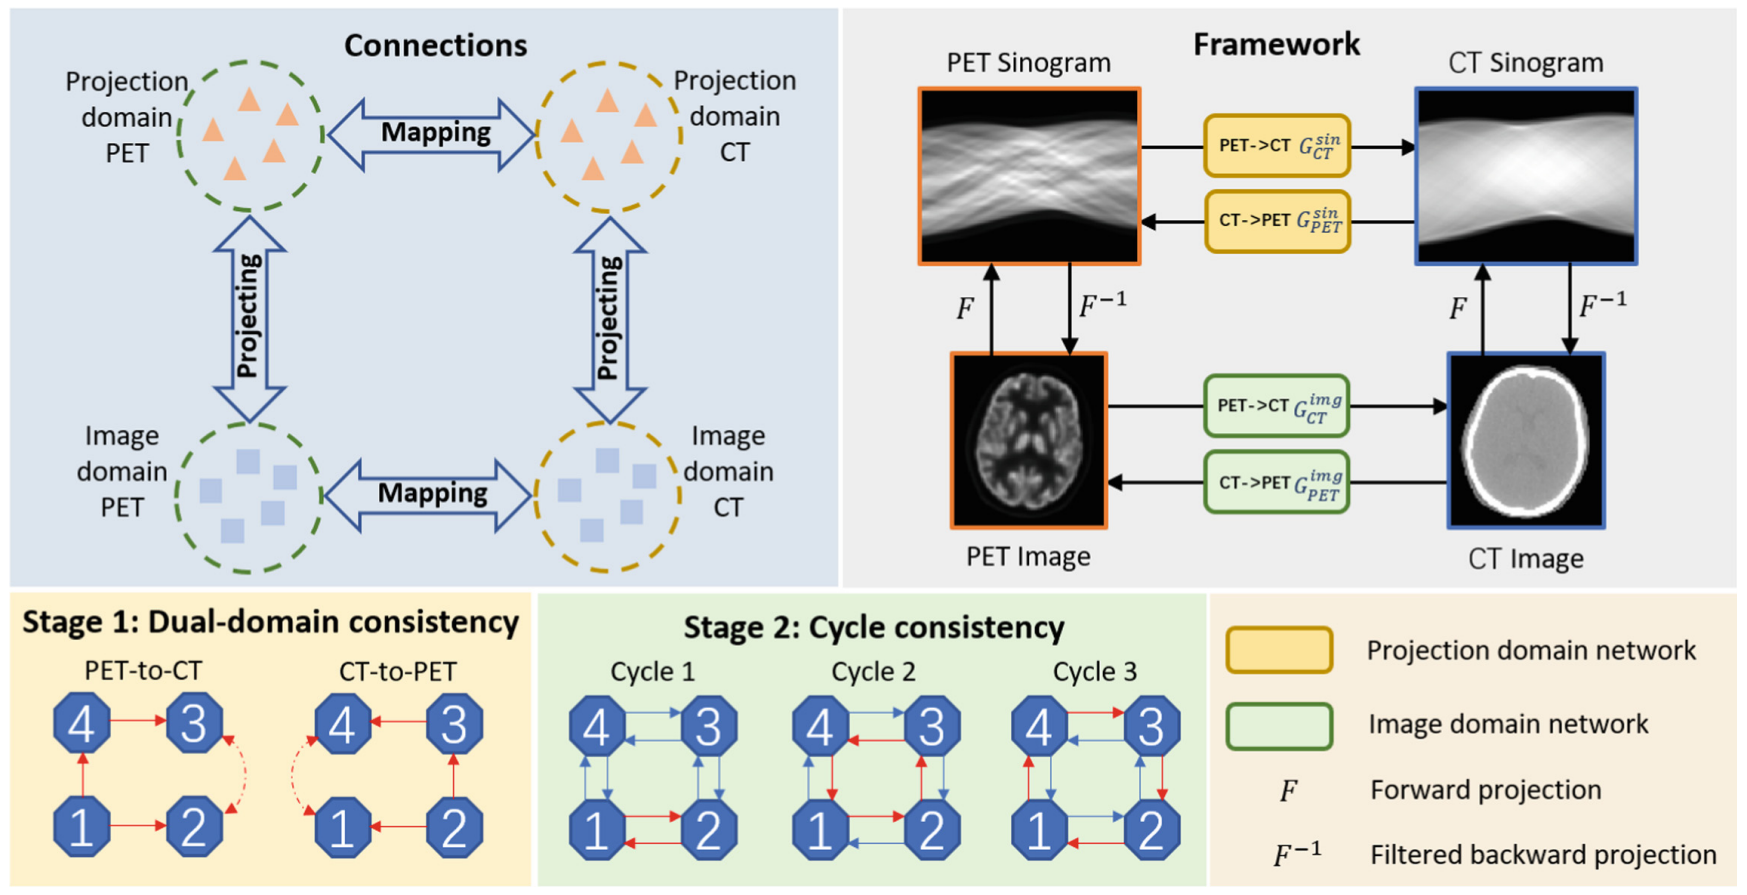 Connections
Projection
domain
PET
Mapping
Projection
domain
CT
Projecting
Projecting
Image
domain
PET
Mapping
Image
domain
CT
Framework
PET Sinogram
CT Sinogram
PET->CT G_{CT}^{sin}
CT->PET G_{PET}^{sin}
F
F^{-1}
F
F^{-1}
PET->CT G_{CT}^{img}
CT->PET G_{PET}^{img}
PET Image
CT Image
Stage 1: Dual-domain consistency
PET-to-CT
CT-to-PET
4 3
4 3
1 2
1 2
Stage 2: Cycle consistency
Cycle 1
Cycle 2
Cycle 3
4 3
4 3
4 3
1 2
1 2
1 2
Projection domain network
Image domain network
F Forward projection
F^{-1} Filtered backward projection